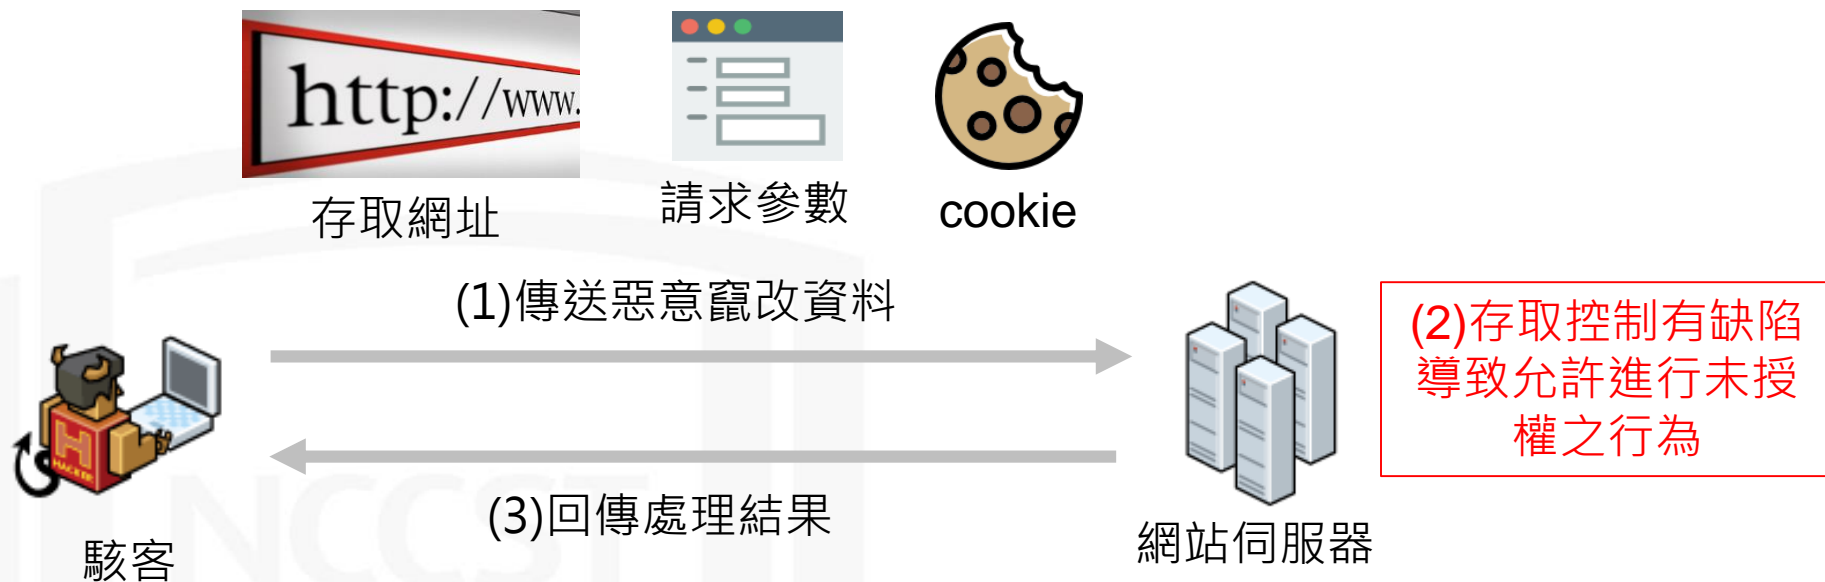 http://www.
存取網址
請求參數
cookie
(1)傳送惡意竄改資料
(2)存取控制有缺陷
導致允許進行未授
權之行為
H
HACKER
(3)回傳處理結果
駭客
網站伺服器
NCCST